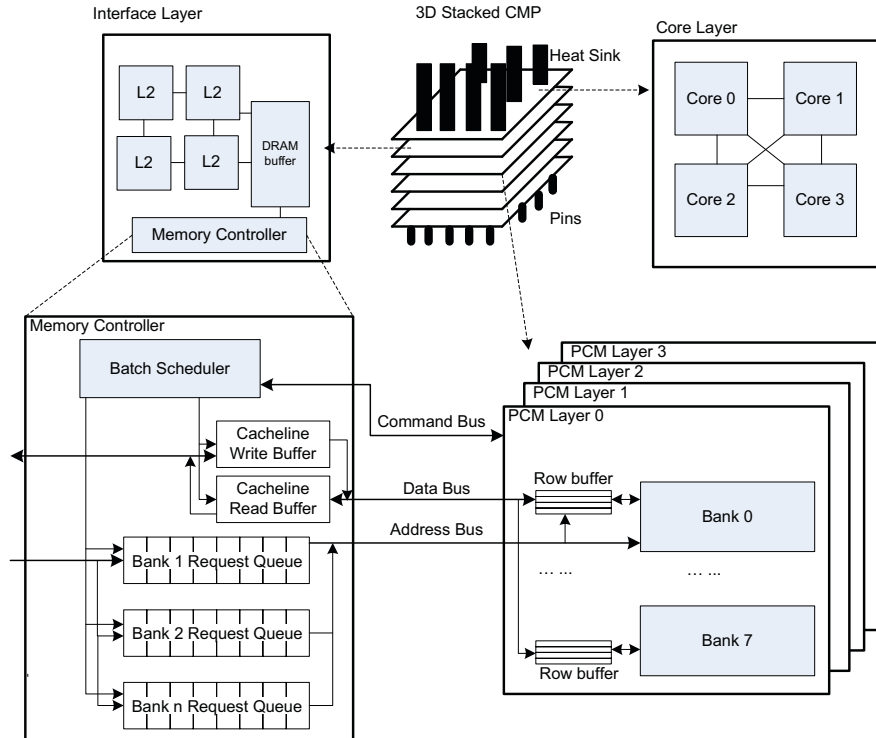 Interface Layer
3D Stacked CMP
Core Layer
Heat Sink
L2
L2
L2
L2
DRAM
buffer
Memory Controller
Pins
Core 0
Core 1
Core 2
Core 3
Memory Controller
Batch Scheduler
Cacheline
Write Buffer
Cacheline
Read Buffer
Bank 1 Request Queue
Bank 2 Request Queue
Bank n Request Queue
Command Bus
Data Bus
Address Bus
PCM Layer 3
PCM Layer 2
PCM Layer 1
PCM Layer 0
Row buffer
Bank 0
... ...
... ...
Bank 7
Row buffer